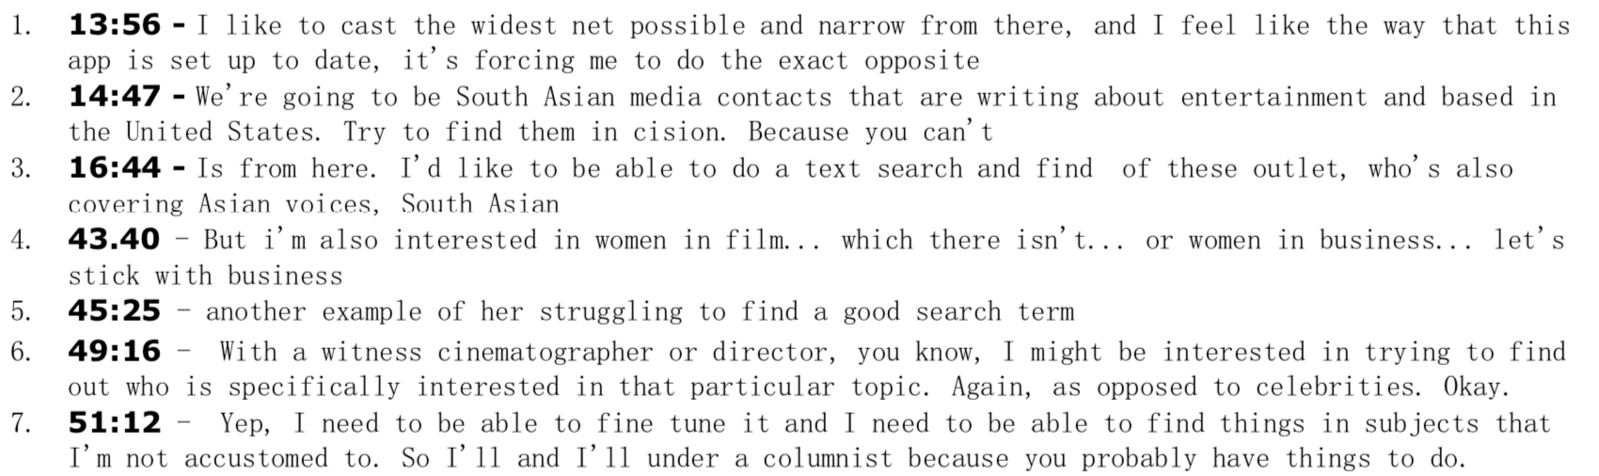 1. 13:56 - I like to cast the widest net possible and narrow from there, and I feel like the way that this
app is set up to date, it's forcing me to do the exact opposite
2. 14:47 - We're going to be South Asian media contacts that are writing about entertainment and based in
the United States. Try to find them in cision. Because you can't
3. 16:44 - Is from here. I'd like to be able to do a text search and find  of these outlet, who's also
covering Asian voices, South Asian
4. 43.40 – But i'm also interested in women in film... which there isn't... or women in business... let's
stick with business
5. 45:25 – another example of her struggling to find a good search term
6. 49:16 –  With a witness cinematographer or director, you know, I might be interested in trying to find
out who is specifically interested in that particular topic. Again, as opposed to celebrities. Okay.
7. 51:12 –  Yep, I need to be able to fine tune it and I need to be able to find things in subjects that
I'm not accustomed to. So I'll and I'll under a columnist because you probably have things to do.